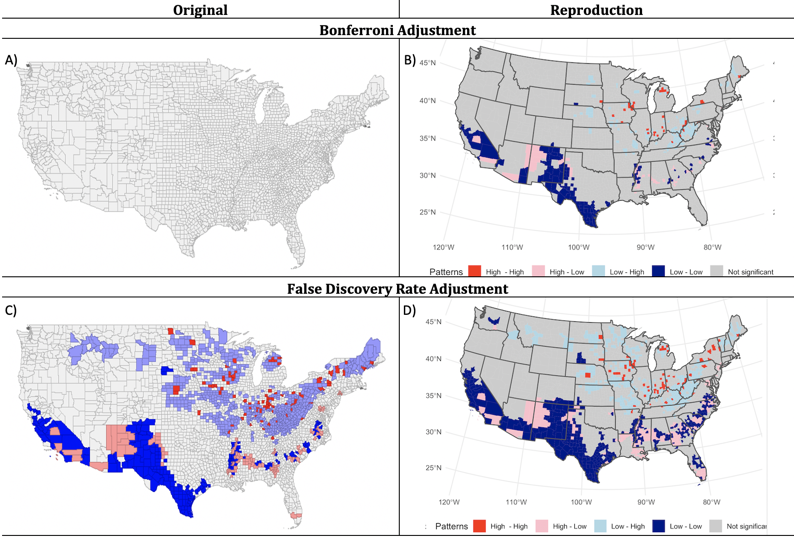 Original Reproduction
Bonferroni Adjustment
A) B)
45°N
40°N
35°N
30°N
25°N
120°W 110°W 100°W 90°W 80°W
Patterns High - High High - Low Low - High Low - Low Not significant
False Discovery Rate Adjustment
C) D)
45°N
40°N
35°N
30°N
25°N
120°W 110°W 100°W 90°W 80°W
Patterns High - High High - Low Low - High Low - Low Not significan